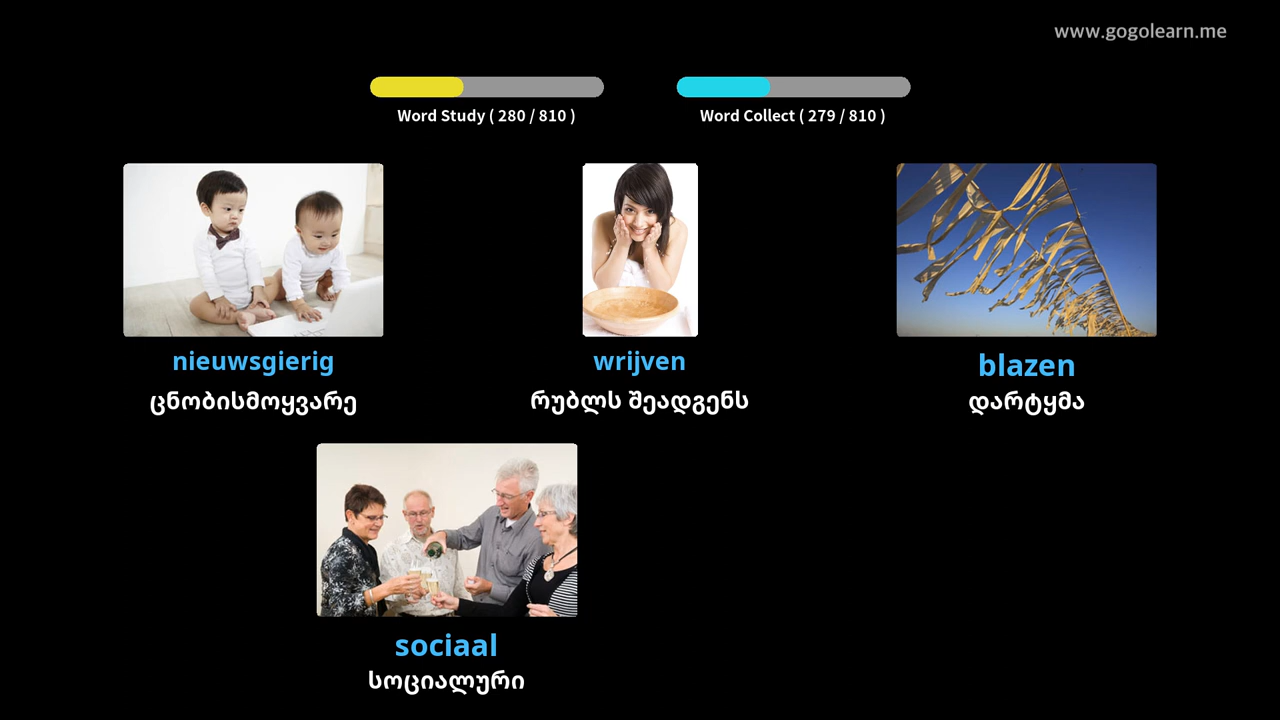 www.gogolearn.me
Word Study ( 280 / 810 )
Word Collect ( 279 / 810 )
nieuwsgierig
ცნობისმოყვარე
wrijven
რუბლს შეადგენს
blazen
დარტყმა
sociaal
სოციალური